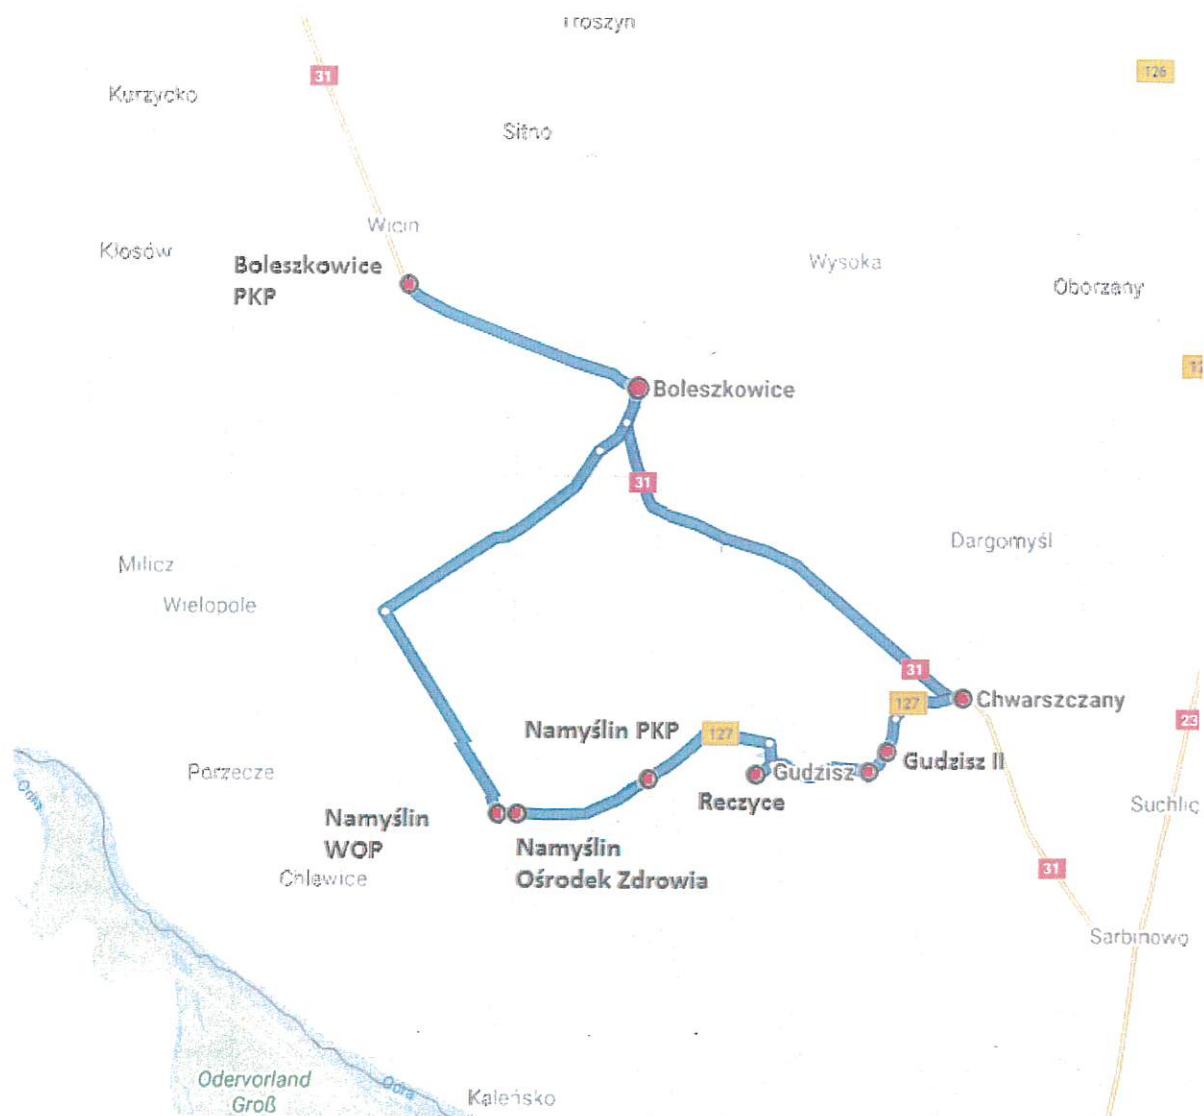 Troszyn
31
126
Kurzycko
Sitno
Wicin
Kłosów
Wysoka
Boleszkowice
PKP
Oborzany
12
Boleszkowice
31
Dargomyśl
Milicz
Wielopole
31
Chwarszczany
127
23
Namyślin PKP
127
Gudzisz II
Porzecze
Gudzisz
Reczyce
Odra
Suchlic
Namyślin
WOP
Namyślin
Ośrodek Zdrowia
Chlewice
31
Sarbinowo
Odervorland
Groß
Odra
Kaleńsko